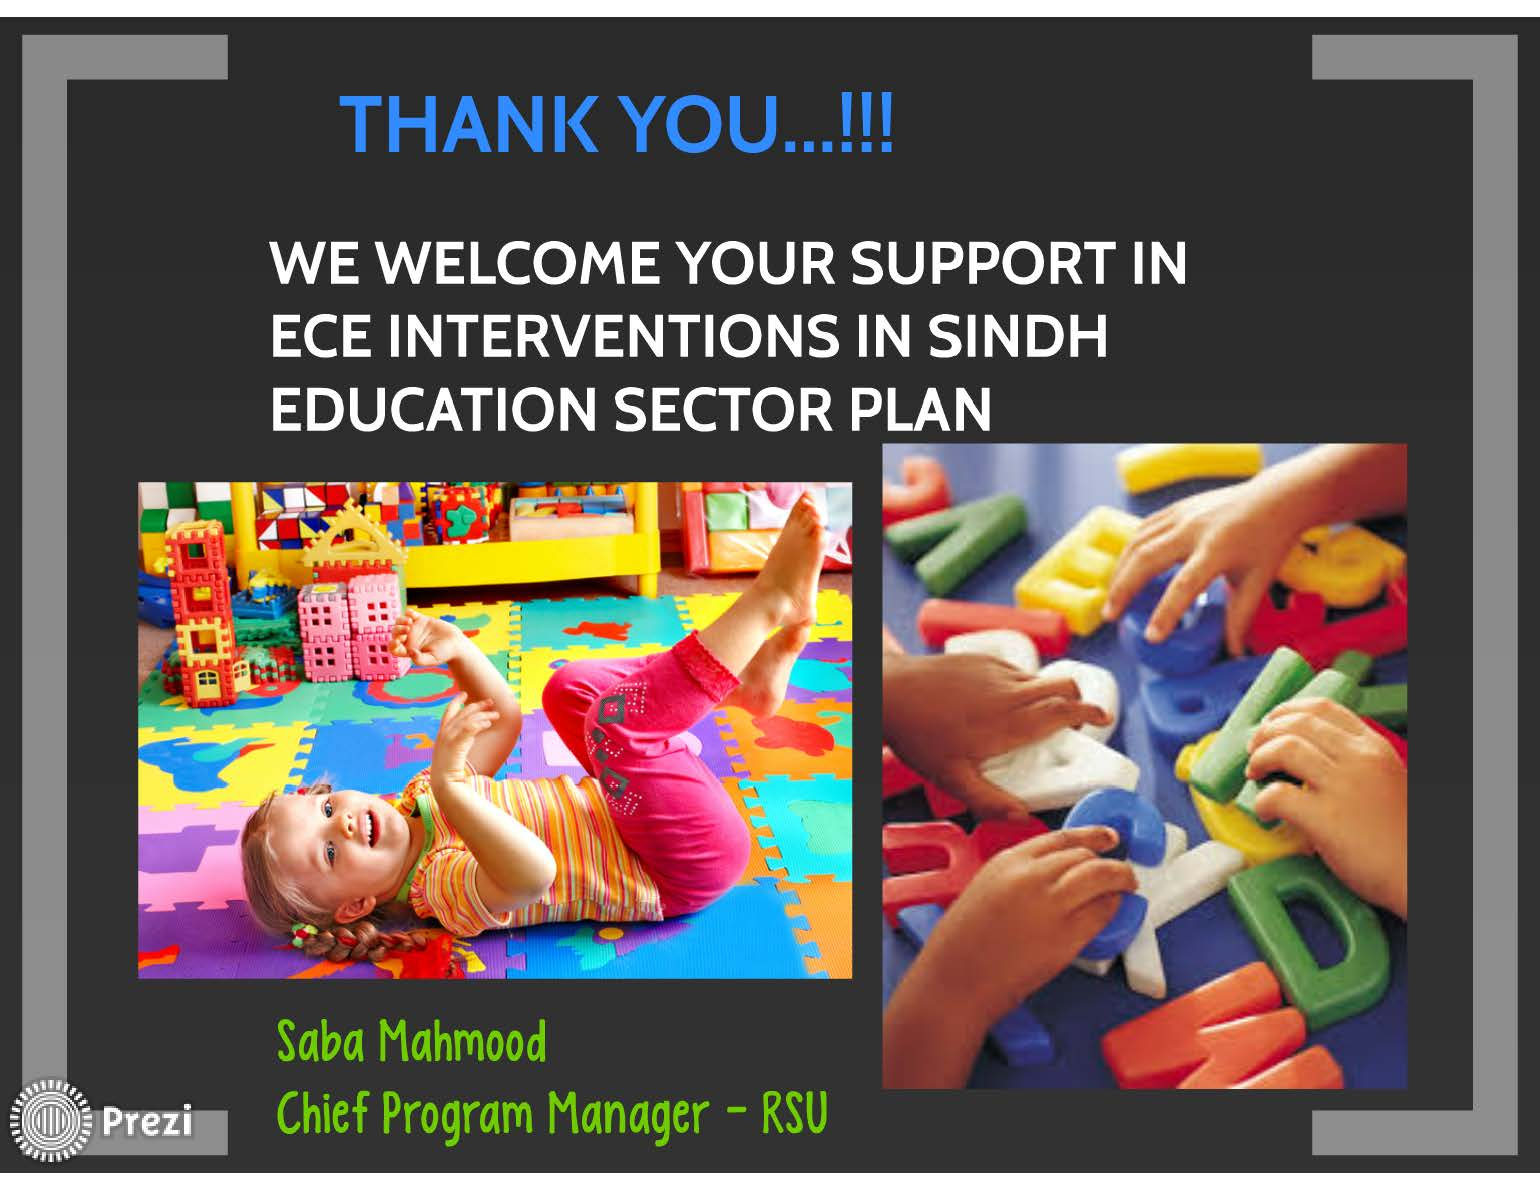 THANK YOU...!!!
WE WELCOME YOUR SUPPORT IN
ECE INTERVENTIONS IN SINDH
EDUCATION SECTOR PLAN
Saba Mahmood
Chief Program Manager - RSU
Prezi